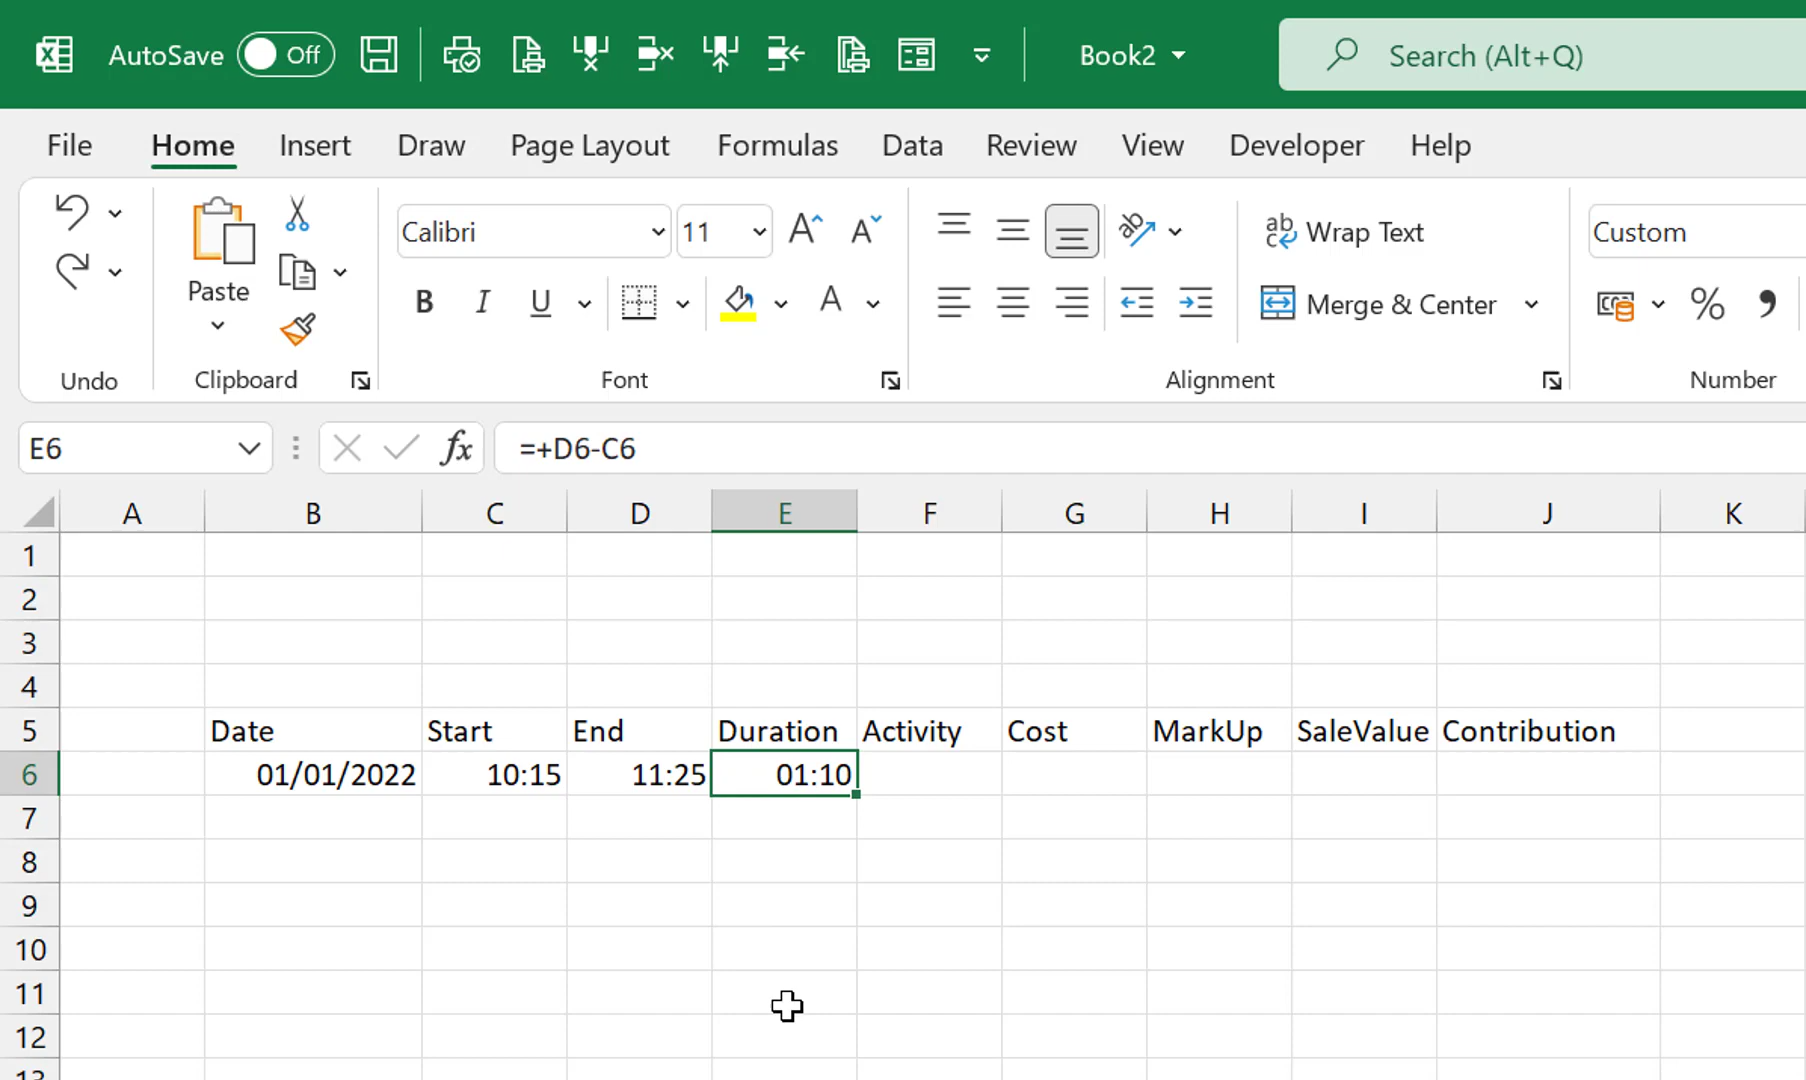 AutoSave Off Book2 Search (Alt+Q)
File Home Insert Draw Page Layout Formulas Data Review View Developer Help
Calibri 11 Wrap Text Custom
Paste B I U A Merge & Center % ,
Undo Clipboard Font Alignment Number
E6 fx =+D6-C6
A B C D E F G H I J K
1
2
3
4
5 Date Start End Duration Activity Cost MarkUp SaleValue Contribution
6 01/01/2022 10:15 11:25 01:10
7
8
9
10
11
12
13